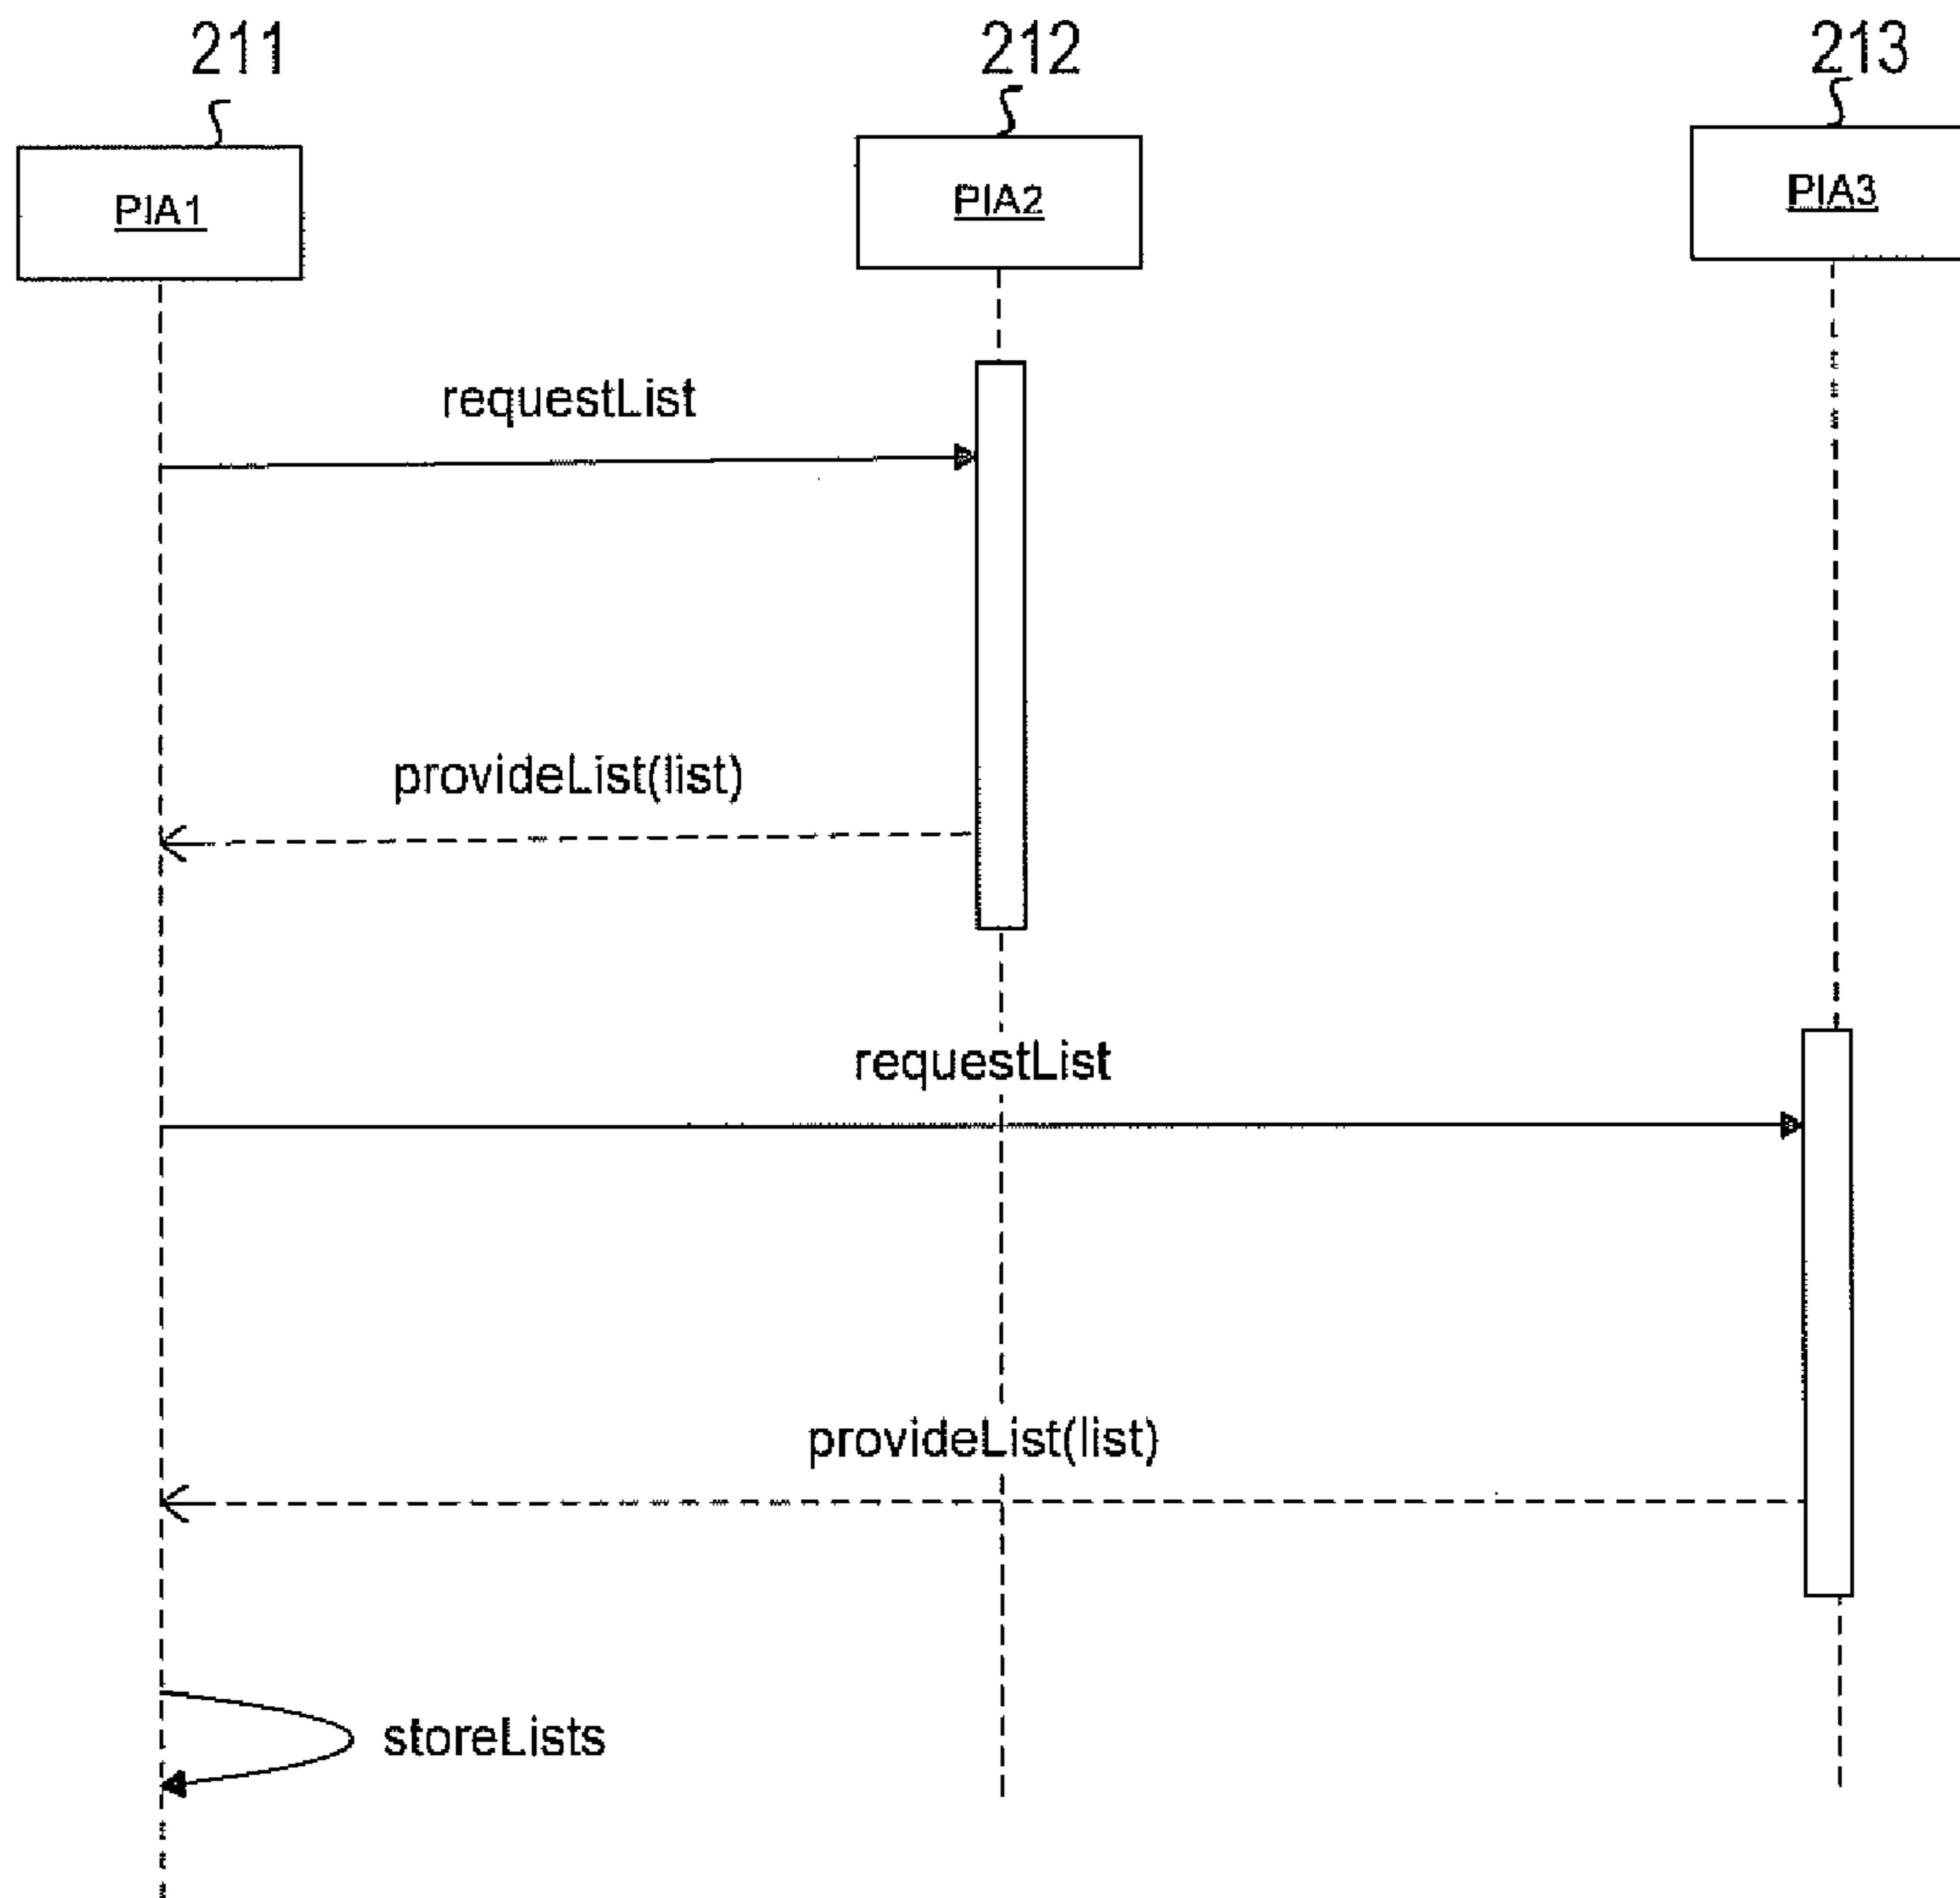 211
212
213
PIA1
PIA2
PIA3
requestList
provideList(list)
requestList
provideList(list)
storeLists